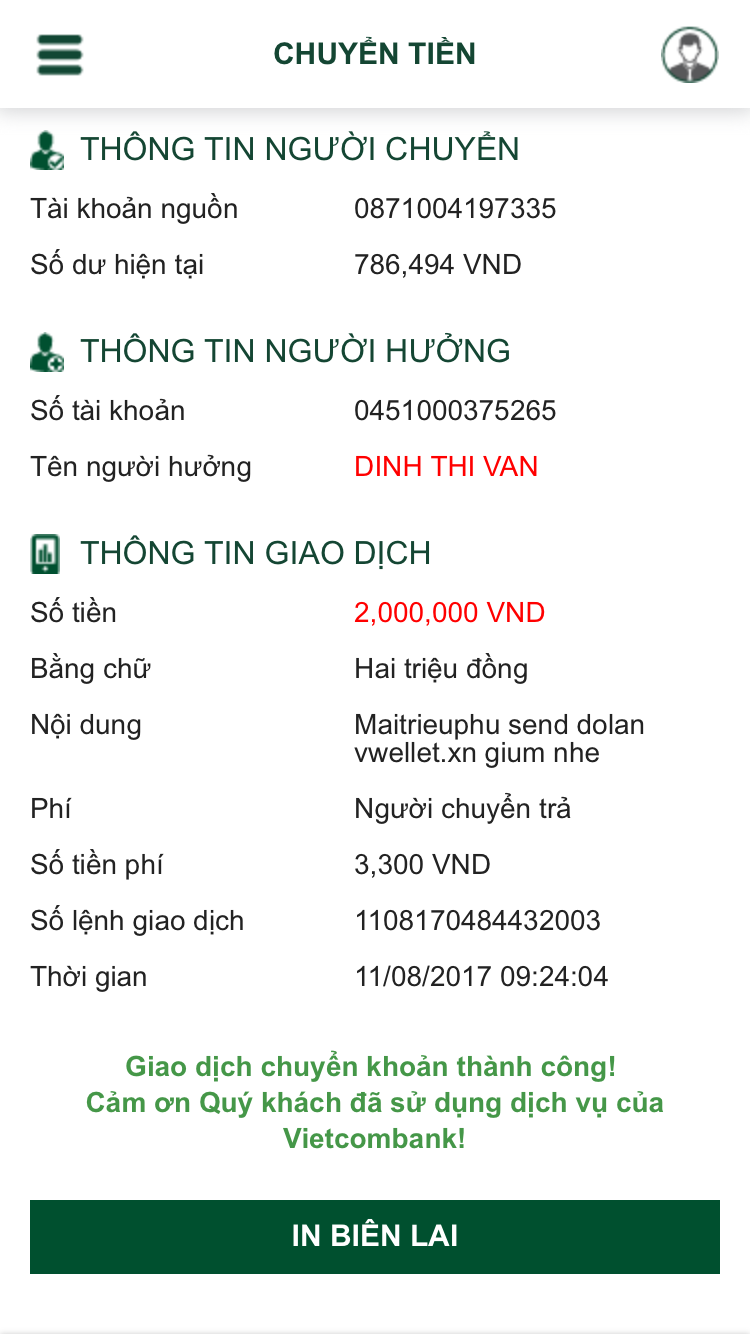 CHUYỂN TIỀN
THÔNG TIN NGƯỜI CHUYỂN
Tài khoản nguồn 0871004197335
Số dư hiện tại 786,494 VND
THÔNG TIN NGƯỜI HƯỞNG
Số tài khoản 0451000375265
Tên người hưởng DINH THI VAN
THÔNG TIN GIAO DỊCH
Số tiền 2,000,000 VND
Bằng chữ Hai triệu đồng
Nội dung Maitrieuphu send dolan
vwellet.xn gium nhe
Phí Người chuyển trả
Số tiền phí 3,300 VND
Số lệnh giao dịch 1108170484432003
Thời gian 11/08/2017 09:24:04
Giao dịch chuyển khoản thành công!
Cảm ơn Quý khách đã sử dụng dịch vụ của
Vietcombank!
IN BIÊN LAI